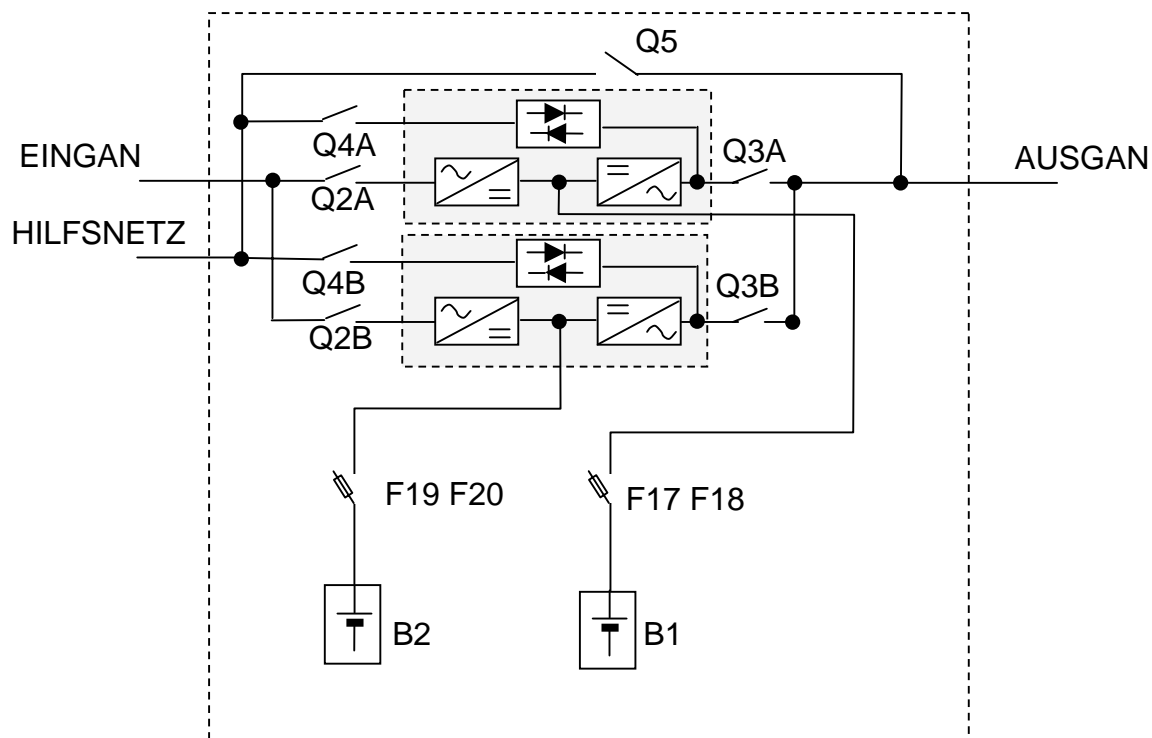 Q5
Q4A
EINGAN
Q2A
Q3A
AUSGAN
HILFSNETZ
Q4B
Q3B
Q2B
F19 F20
F17 F18
B2
B1